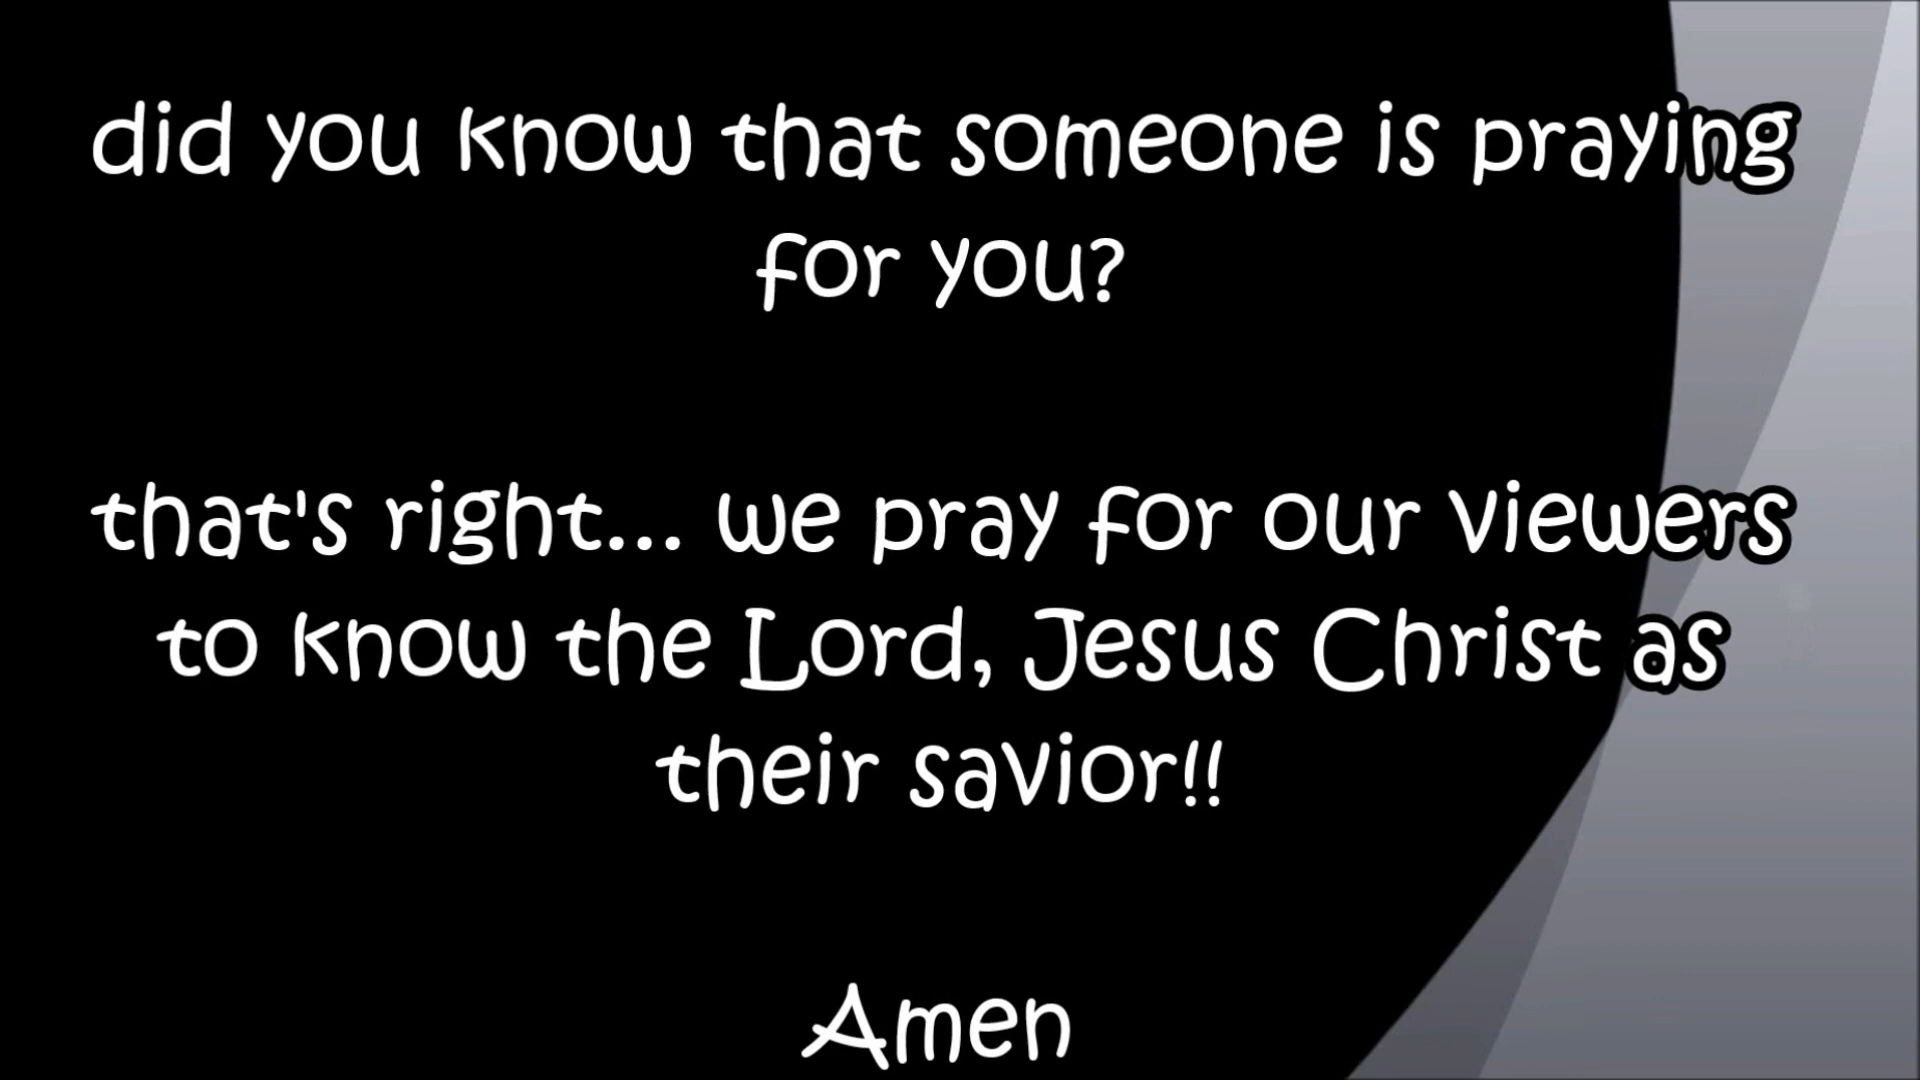 did you know that someone is praying
for you?
that's right... we pray for our viewers
to know the Lord, Jesus Christ as
their savior!!
Amen